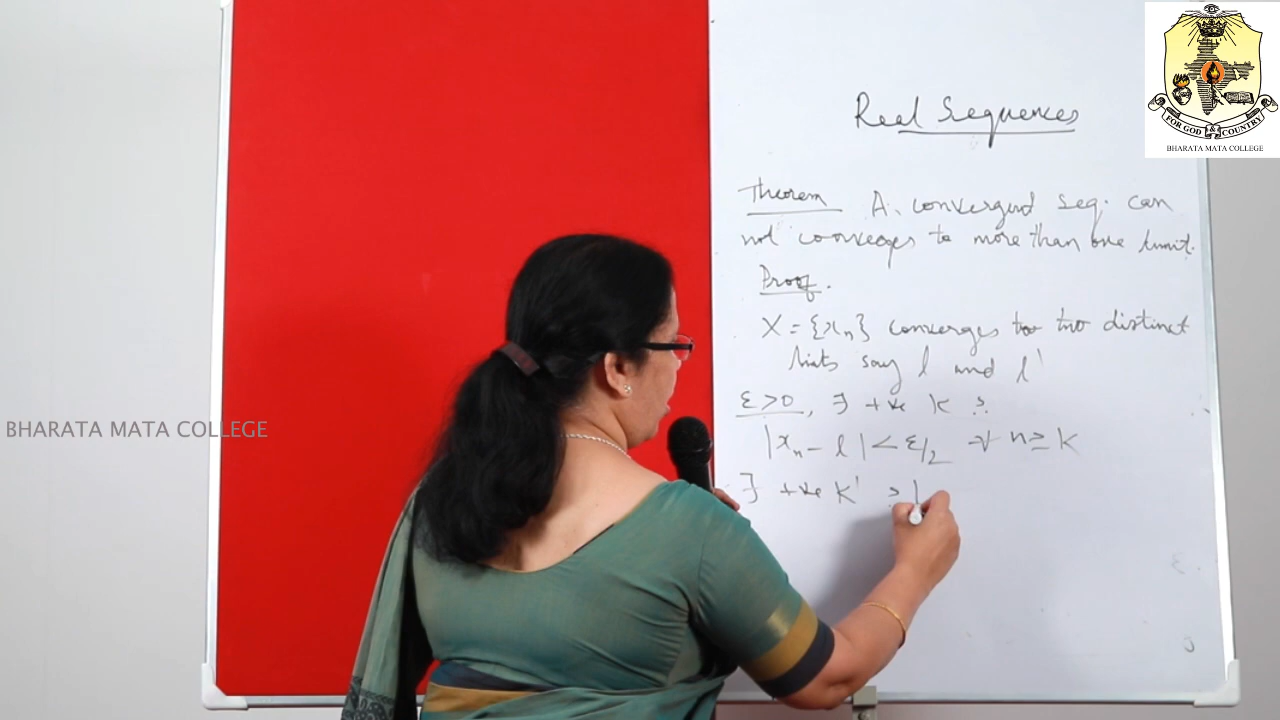 Real Sequences
Theorem A convergent seq. can
not converges to more than one limit.
Proof.
X = {xₙ} converges to two distinct
limits say l and l'
ε>0, ∃ +ve K ∋
|xₙ - l| < ε/2 ∀ n ≥ K
∃ +ve K' ∋ |
FOR GOD & COUNTRY
BHARATA MATA COLLEGE
BHARATA MATA COLLEGE